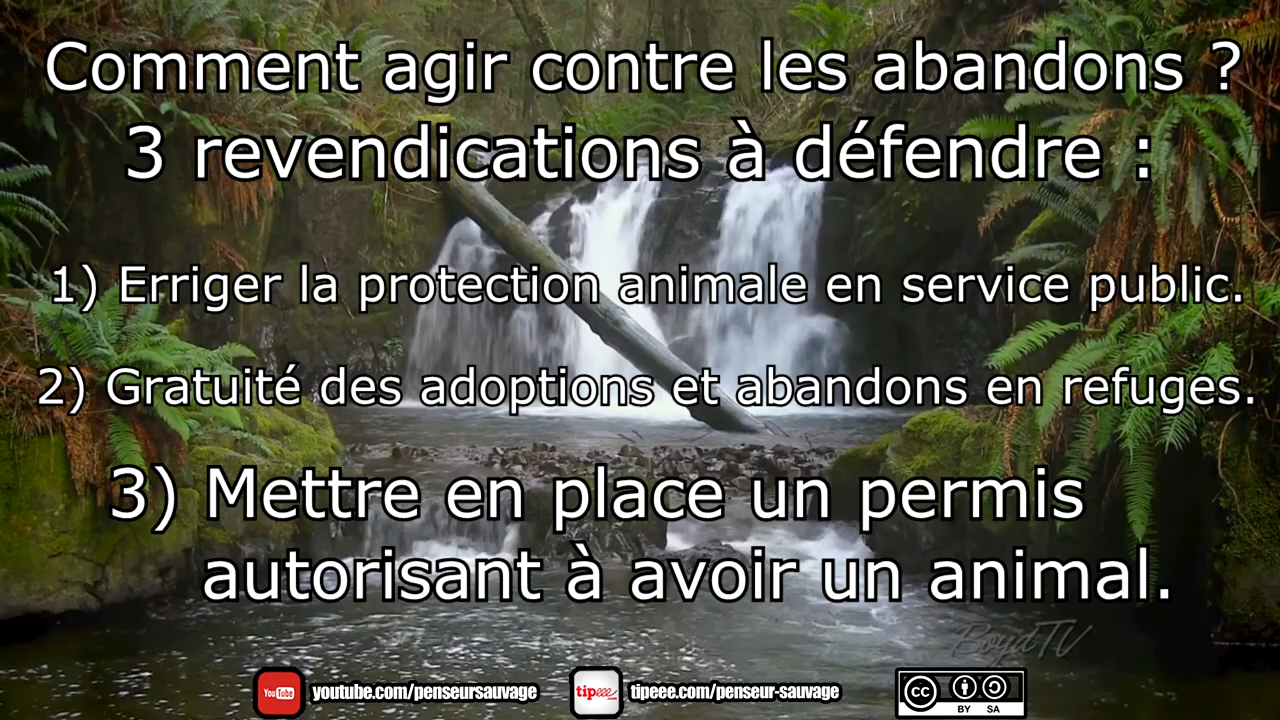 Comment agir contre les abandons ?
3 revendications à défendre :
1) Erriger la protection animale en service public.
2) Gratuité des adoptions et abandons en refuges.
3) Mettre en place un permis
autorisant à avoir un animal.
BoydTV
YouTube youtube.com/penseursauvage tipeee tipeee.com/penseur-sauvage cc BY SA